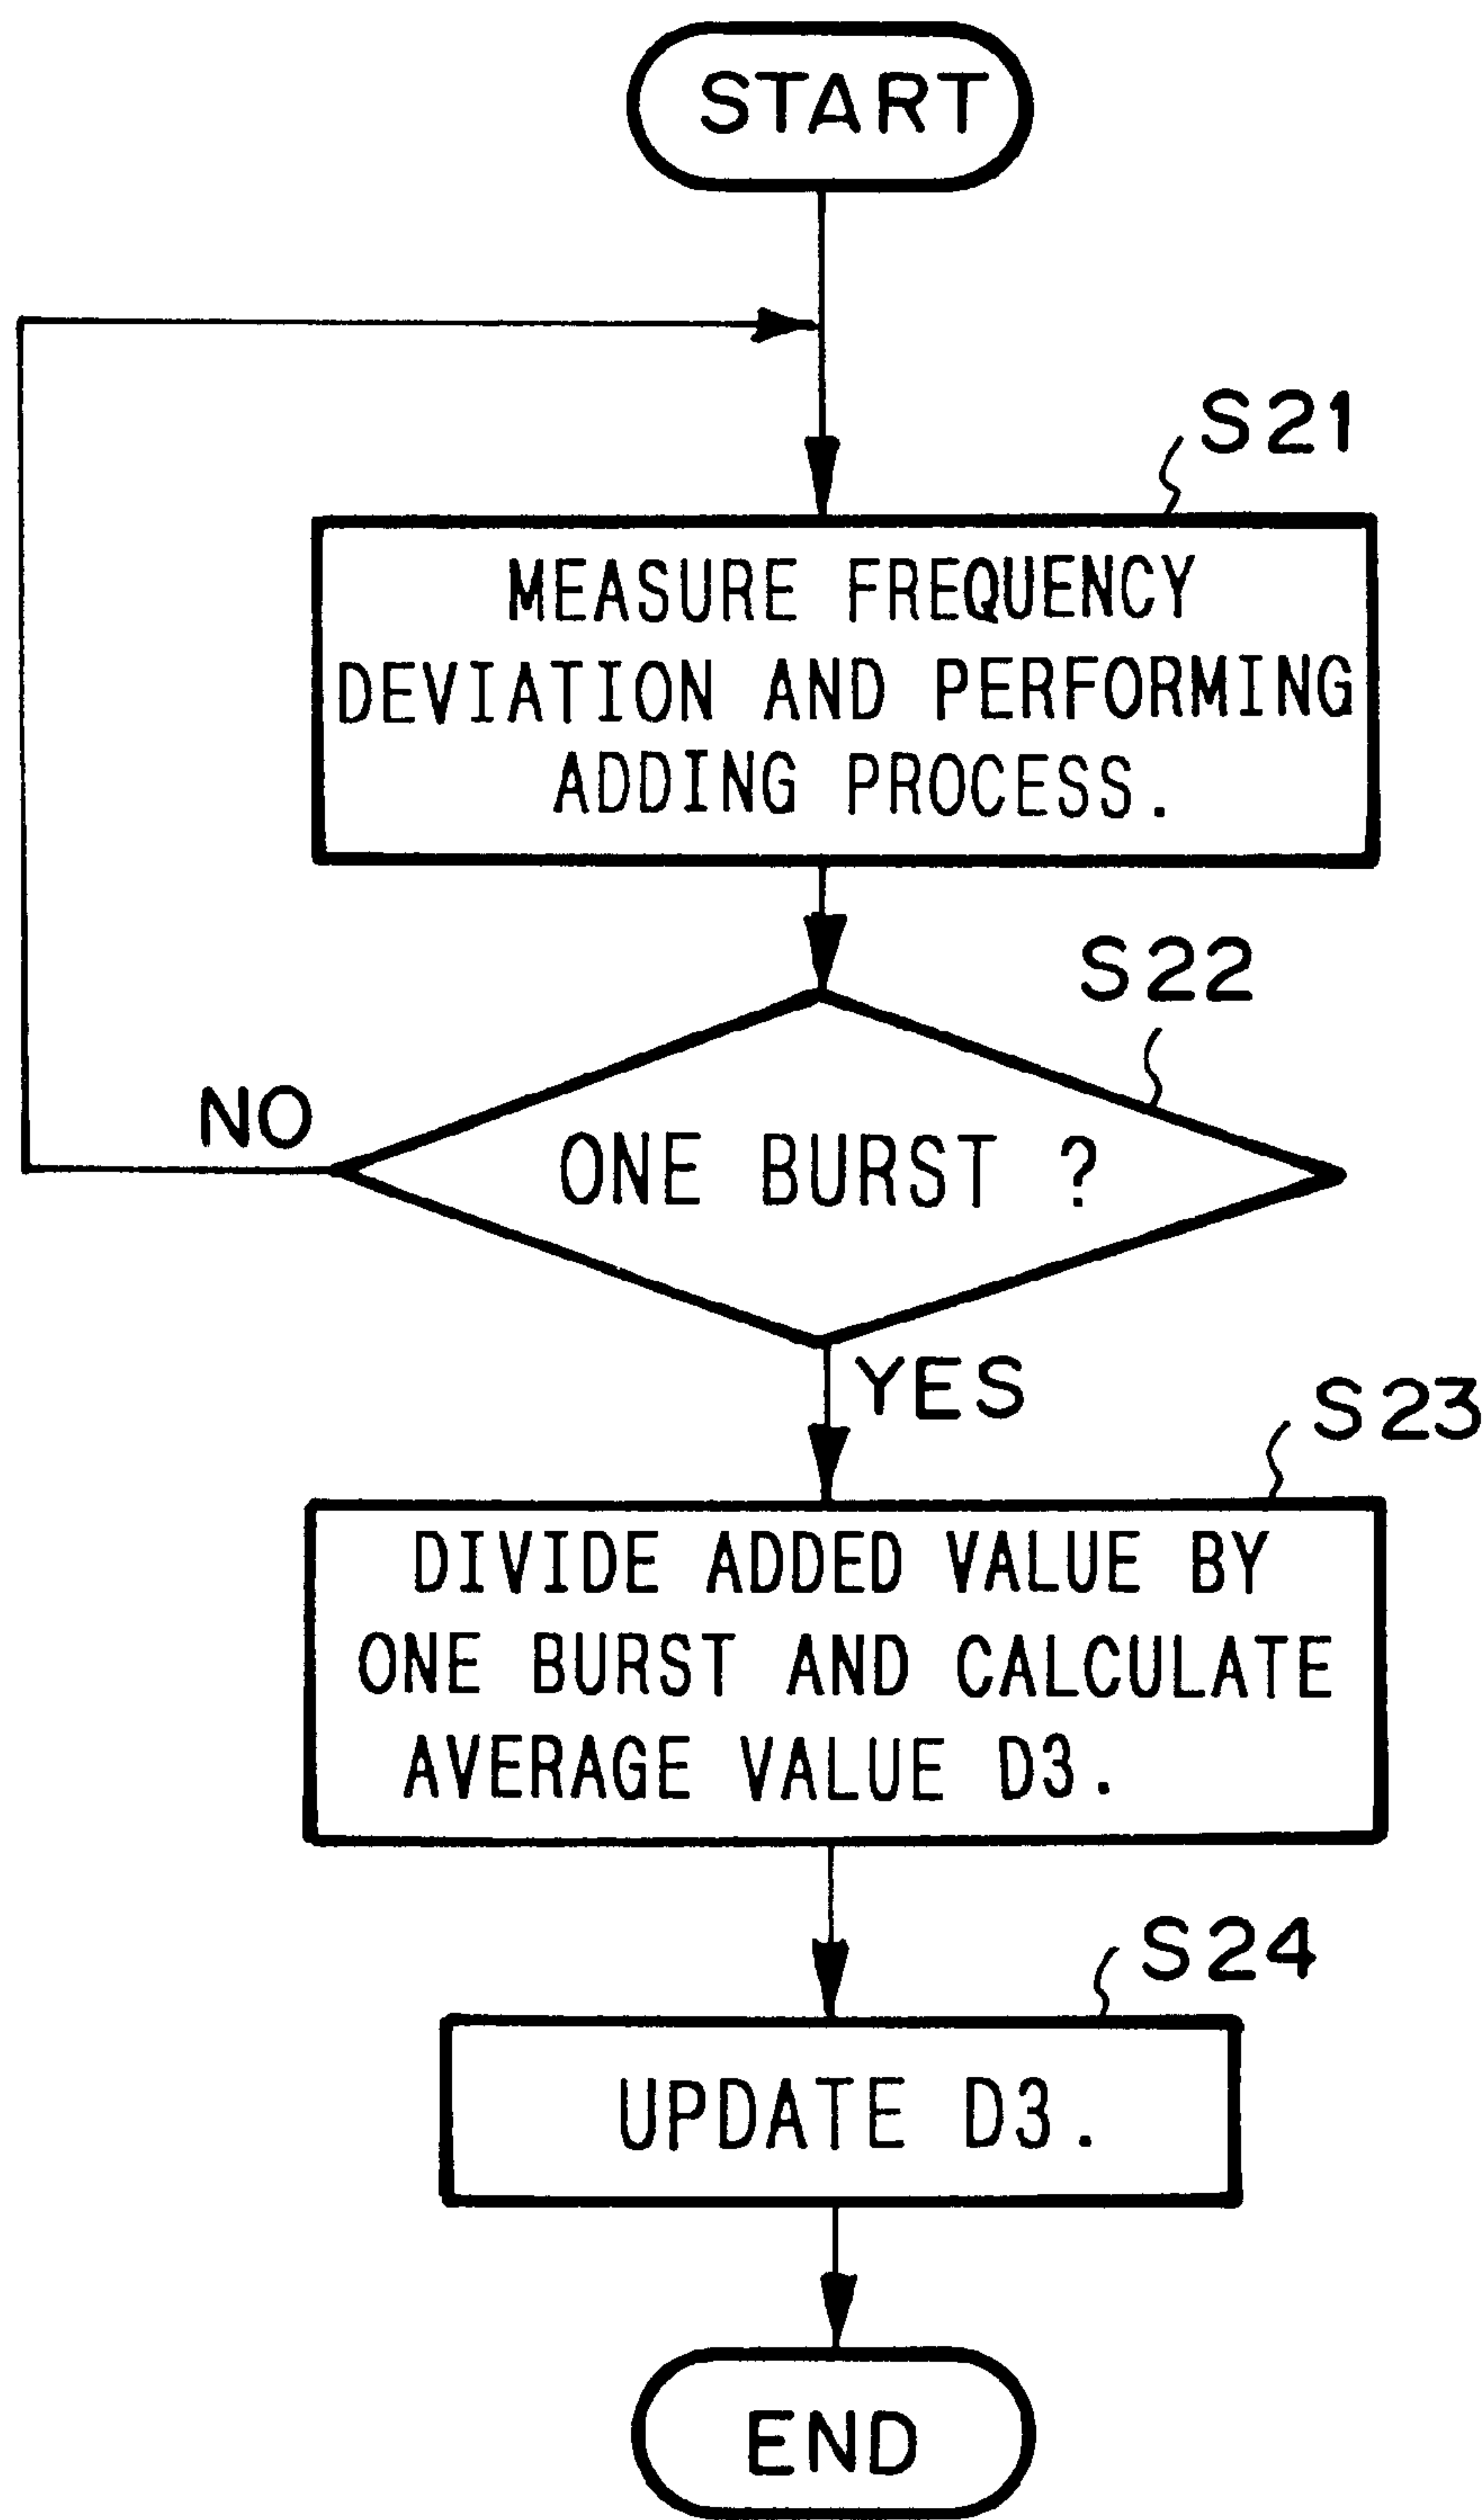 START
S21
MEASURE FREQUENCY
DEVIATION AND PERFORMING
ADDING PROCESS.
S22
NO
ONE BURST ?
YES
S23
DIVIDE ADDED VALUE BY
ONE BURST AND CALCULATE
AVERAGE VALUE D3.
S24
UPDATE D3.
END